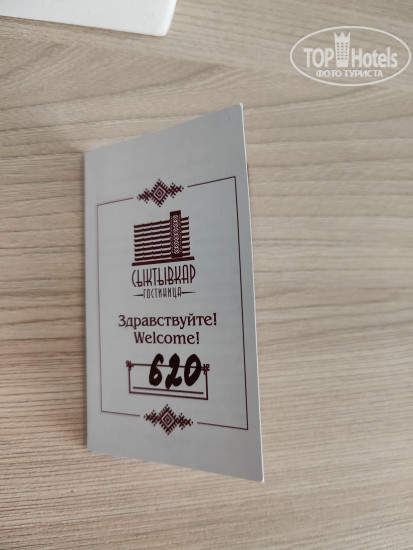 TOP Hotels
ФОТО ТУРИСТА
СЫКТЫВКАР
ГОСТИНИЦА
Здравствуйте!
Welcome!
620